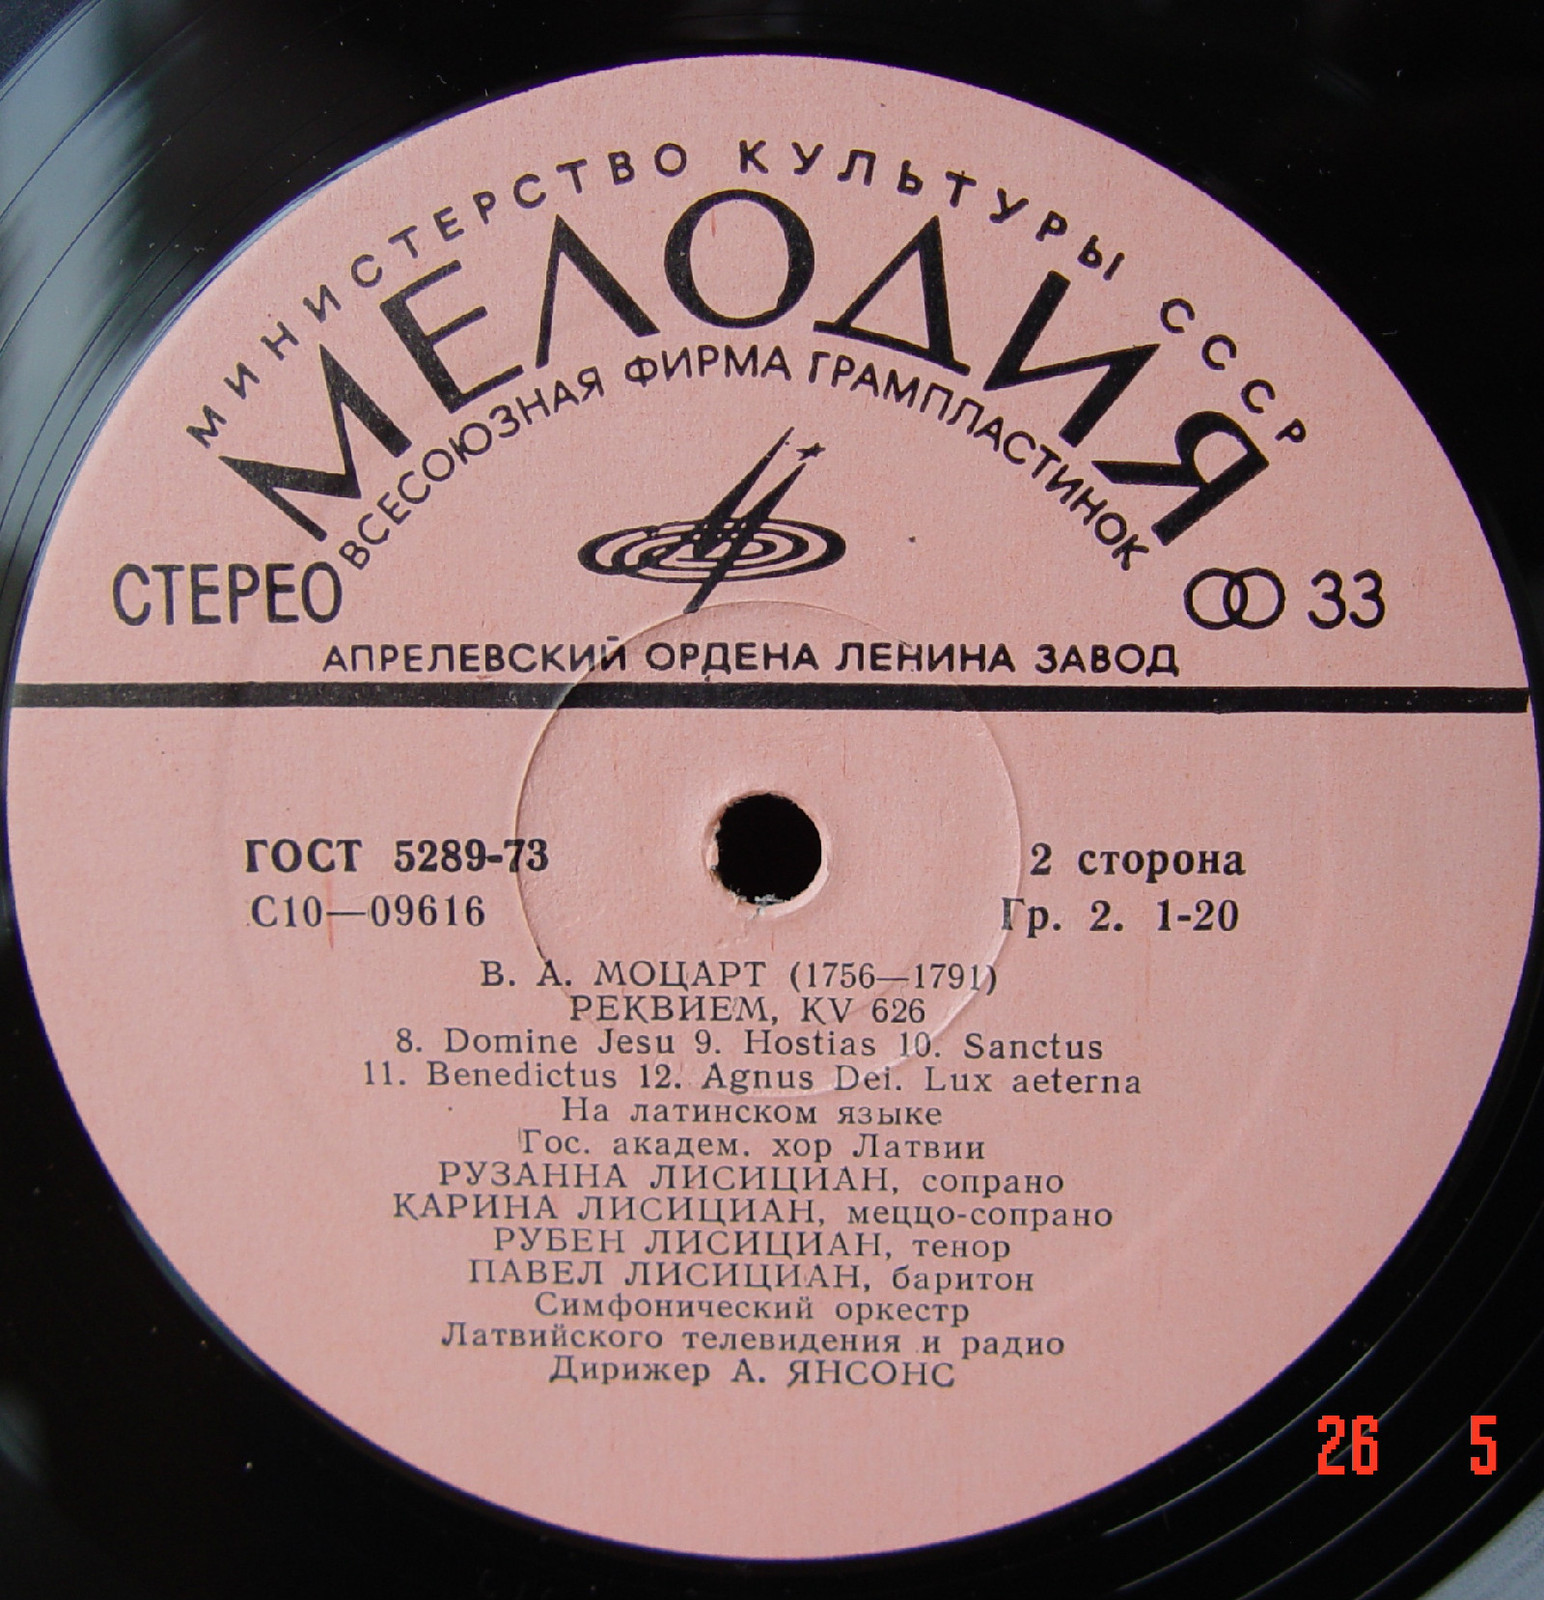 МИНИСТЕРСТВО КУЛЬТУРЫ СССР
МЕЛОДИЯ
ВСЕСОЮЗНАЯ ФИРМА ГРАМПЛАСТИНОК
СТЕРЕО 33
АПРЕЛЕВСКИЙ ОРДЕНА ЛЕНИНА ЗАВОД
ГОСТ 5289-73 2 сторона
С10—09616 Гр. 2. 1-20
В. А. МОЦАРТ (1756—1791)
РЕКВИЕМ, KV 626
8. Domine Jesu 9. Hostias 10. Sanctus
11. Benedictus 12. Agnus Dei. Lux aeterna
На латинском языке
Гос. академ. хор Латвии
РУЗАННА ЛИСИЦИАН, сопрано
КАРИНА ЛИСИЦИАН, меццо-сопрано
РУБЕН ЛИСИЦИАН, тенор
ПАВЕЛ ЛИСИЦИАН, баритон
Симфонический оркестр
Латвийского телевидения и радио
Дирижер А. ЯНСОНС
26 5